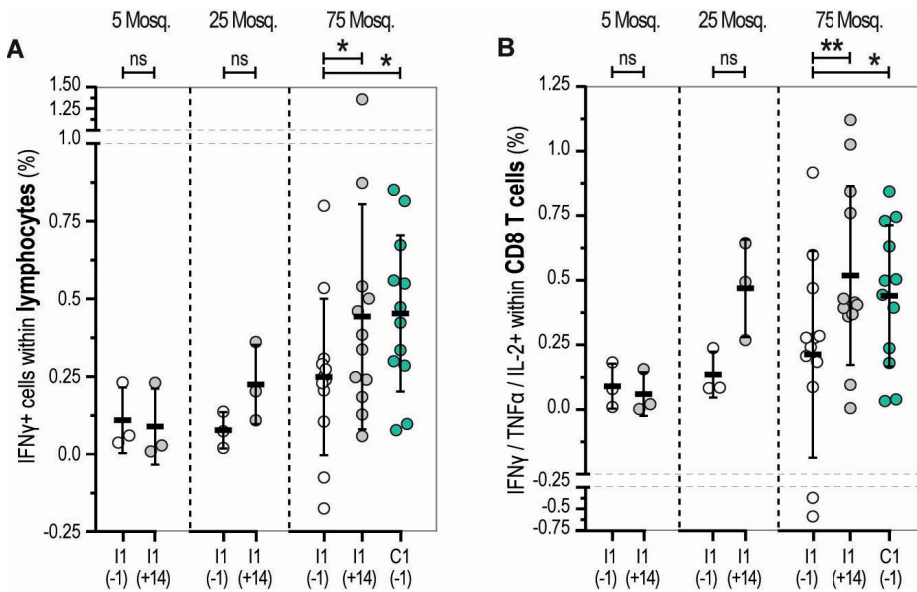 A
5 Mosq. 25 Mosq. 75 Mosq.
ns ns * *
IFNγ+ cells within lymphocytes (%)
1.50
1.25
1.0
0.75
0.5
0.25
0.0
-0.25
I1 I1 I1 I1 I1 I1 C1
(-1) (+14) (-1) (+14) (-1) (+14) (-1)
B
5 Mosq. 25 Mosq. 75 Mosq.
ns ns ** *
IFNγ / TNFα / IL-2+ within CD8 T cells (%)
1.25
1.0
0.75
0.5
0.25
0.0
-0.25
-0.5
-0.75
I1 I1 I1 I1 I1 I1 C1
(-1) (+14) (-1) (+14) (-1) (+14) (-1)